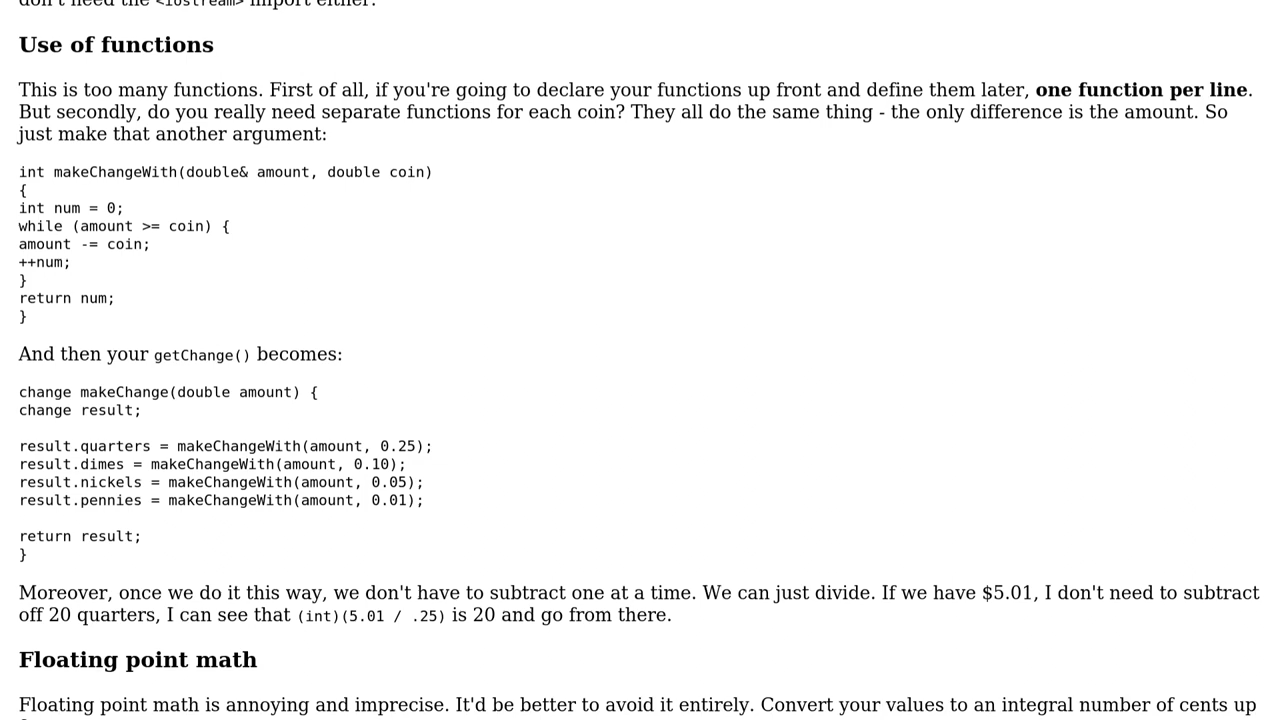 don't need the <iostream> import either.
Use of functions
This is too many functions. First of all, if you're going to declare your functions up front and define them later, one function per line.
But secondly, do you really need separate functions for each coin? They all do the same thing - the only difference is the amount. So
just make that another argument:
int makeChangeWith(double& amount, double coin)
{
int num = 0;
while (amount >= coin) {
amount -= coin;
++num;
}
return num;
}
And then your getChange() becomes:
change makeChange(double amount) {
change result;
result.quarters = makeChangeWith(amount, 0.25);
result.dimes = makeChangeWith(amount, 0.10);
result.nickels = makeChangeWith(amount, 0.05);
result.pennies = makeChangeWith(amount, 0.01);
return result;
}
Moreover, once we do it this way, we don't have to subtract one at a time. We can just divide. If we have $5.01, I don't need to subtract
off 20 quarters, I can see that (int)(5.01 / .25) is 20 and go from there.
Floating point math
Floating point math is annoying and imprecise. It'd be better to avoid it entirely. Convert your values to an integral number of cents up